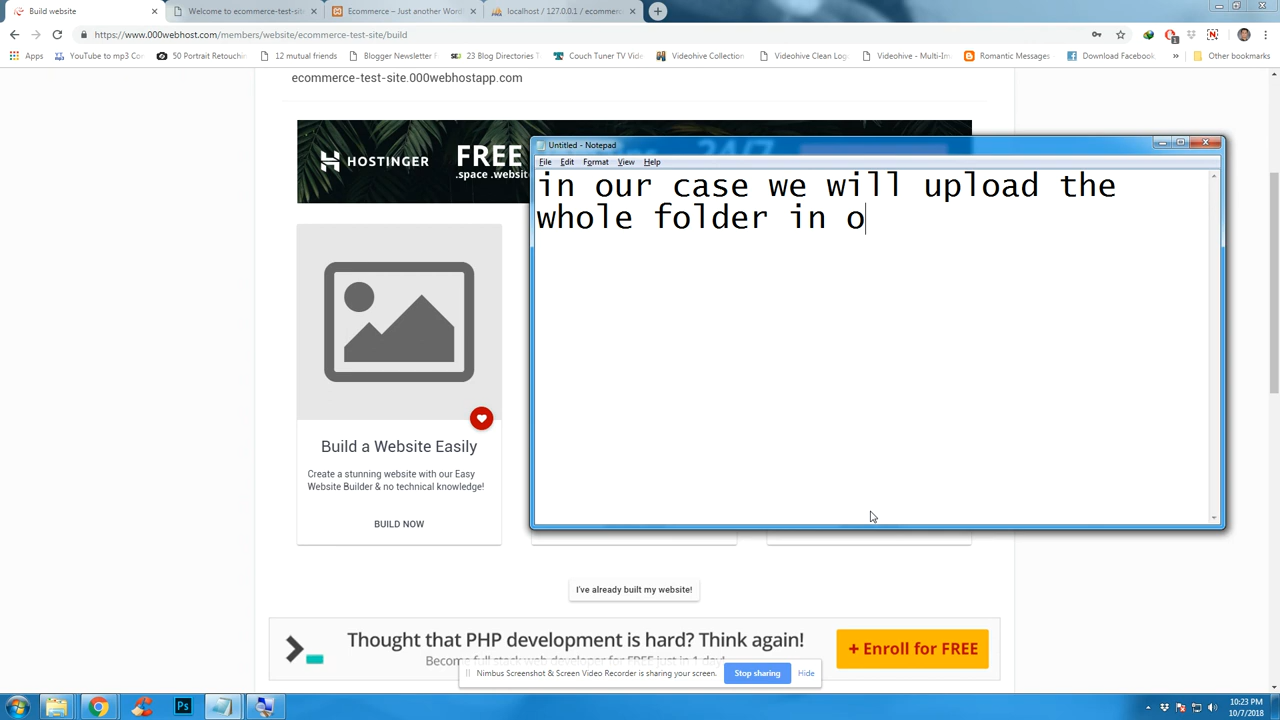 Build website
Welcome to ecommerce-test-sit
Ecommerce – Just another Word
localhost / 127.0.0.1 / ecomme
https://www.000webhost.com/members/website/ecommerce-test-site/build
Apps
YouTube to mp3 Co
50 Portrait Retouchi
12 mutual friends
Blogger Newsletter F
23 Blog Directories T
Couch Tuner TV Vide
Videohive Collection
Videohive Clean Log
Videohive - Multi-Im
Romantic Messages
Download Facebook
»
Other bookmarks
ecommerce-test-site.000webhostapp.com
HOSTINGER
FREE
.space .websit
24/7
Untitled - Notepad
File Edit Format View Help
in our case we will upload the
whole folder in o
Build a Website Easily
Create a stunning website with our Easy
Website Builder & no technical knowledge!
BUILD NOW
I've already built my website!
Thought that PHP development is hard? Think again!
+ Enroll for FREE
Nimbus Screenshot & Screen Video Recorder is sharing your screen.
Stop sharing
Hide
Ps
10:23 PM
10/7/2018